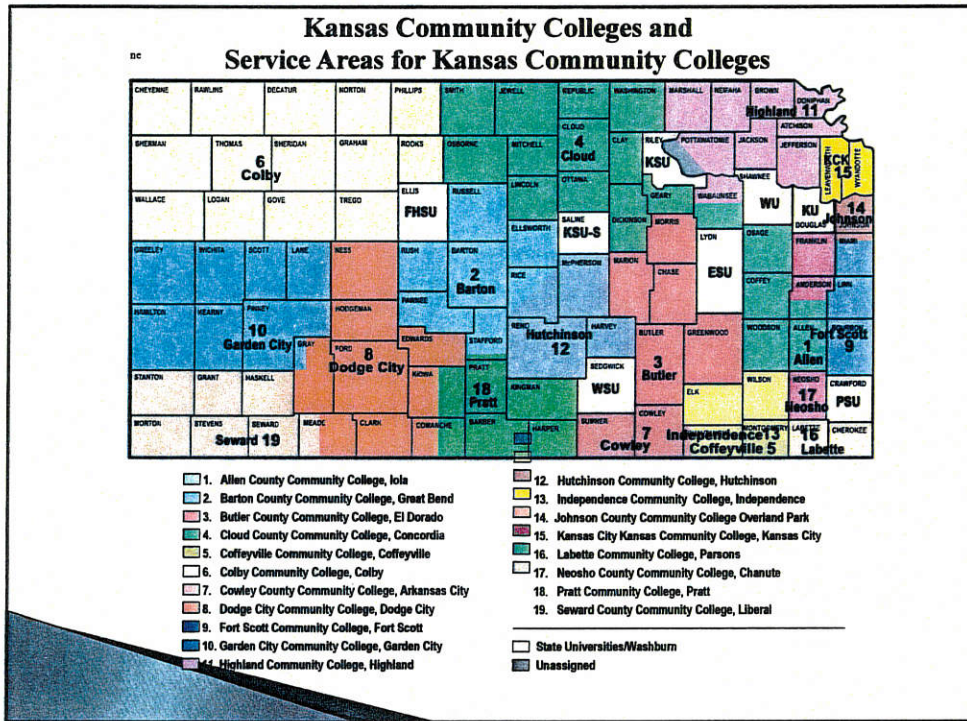 Kansas Community Colleges and
ne
Service Areas for Kansas Community Colleges
CHEYENNE RAWLINS DECATUR NORTON PHILLIPS SMITH JEWELL REPUBLIC WASHINGTON MARSHALL NEMAHA BROWN DONIPHAN
Highland 11
ATCHISON
CLOUD
4
Cloud
CLAY RILEY
KSU
POTTAWATOMIE JACKSON JEFFERSON
LEAVENWORTH WYANDOTTE
KCK
15
SHERMAN THOMAS SHERIDAN GRAHAM ROOKS OSBORNE MITCHELL
6
Colby
OTTAWA
LINCOLN
SHAWNEE
WU
KU
DOUGLAS
14
Johnson
JOHNSON
WABAUNSEE
GEARY
WALLACE LOGAN GOVE TREGO
ELLIS
FHSU
RUSSELL
SALINE
KSU-S
DICKINSON MORRIS
LYON
ESU
OSAGE FRANKLIN MIAMI
ELLSWORTH
GREELEY WICHITA SCOTT LANE NESS RUSH BARTON
2
Barton
RICE McPHERSON MARION CHASE
COFFEY ANDERSON LINN
PAWNEE
HODGEMAN
HAMILTON KEARNY FINNEY
10
Garden City
GRAY FORD EDWARDS STAFFORD
8
Dodge City
RENO HARVEY
Hutchinson
12
BUTLER GREENWOOD WOODSON ALLEN
3
Butler
1
Allen
Fort Scott
9
SEDGWICK
WSU
KIOWA PRATT
18
Pratt
KINGMAN
STANTON GRANT HASKELL
ELK WILSON NEOSHO
17
Neosho
CRAWFORD
PSU
MORTON STEVENS SEWARD MEADE CLARK COMANCHE BARBER HARPER SUMNER COWLEY
Seward 19
7
Cowley
MONTGOMERY LABETTE CHEROKEE
Independence13
Coffeyville 5
16
Labette
1. Allen County Community College, Iola
2. Barton County Community College, Great Bend
3. Butler County Community College, El Dorado
4. Cloud County Community College, Concordia
5. Coffeyville Community College, Coffeyville
6. Colby Community College, Colby
7. Cowley County Community College, Arkansas City
8. Dodge City Community College, Dodge City
9. Fort Scott Community College, Fort Scott
10. Garden City Community College, Garden City
11. Highland Community College, Highland
12. Hutchinson Community College, Hutchinson
13. Independence Community College, Independence
14. Johnson County Community College Overland Park
15. Kansas City Kansas Community College, Kansas City
16. Labette Community College, Parsons
17. Neosho County Community College, Chanute
18. Pratt Community College, Pratt
19. Seward County Community College, Liberal
State Universities/Washburn
Unassigned